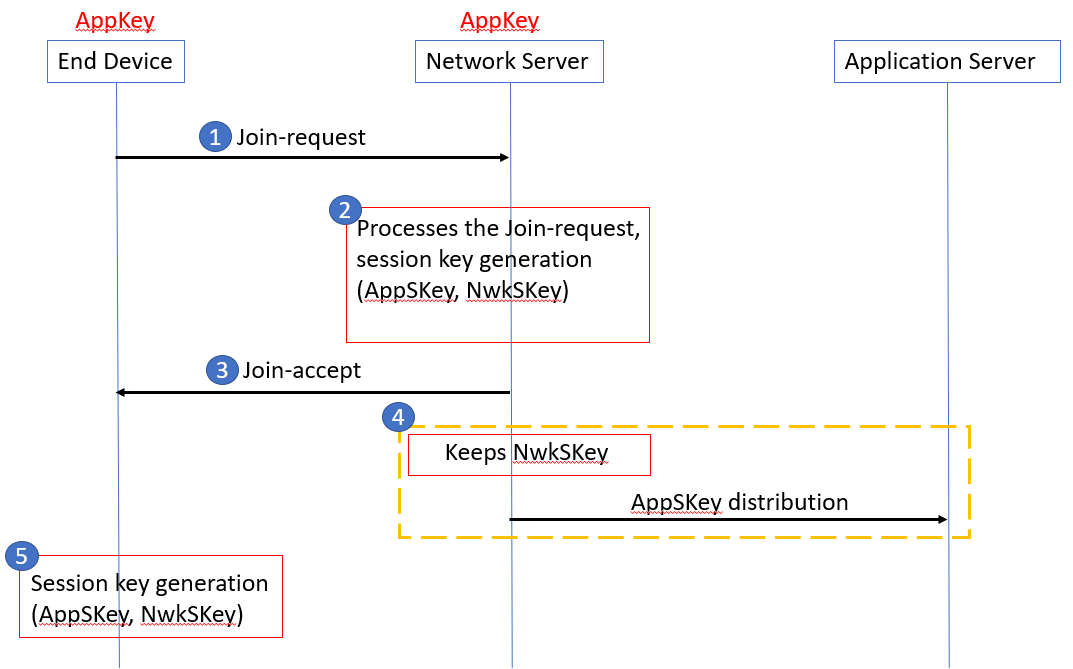 AppKey
AppKey
End Device
Network Server
Application Server
1 Join-request
2
Processes the Join-request,
session key generation
(AppSKey, NwkSKey)
3 Join-accept
4
Keeps NwkSKey
AppSKey distribution
5
Session key generation
(AppSKey, NwkSKey)